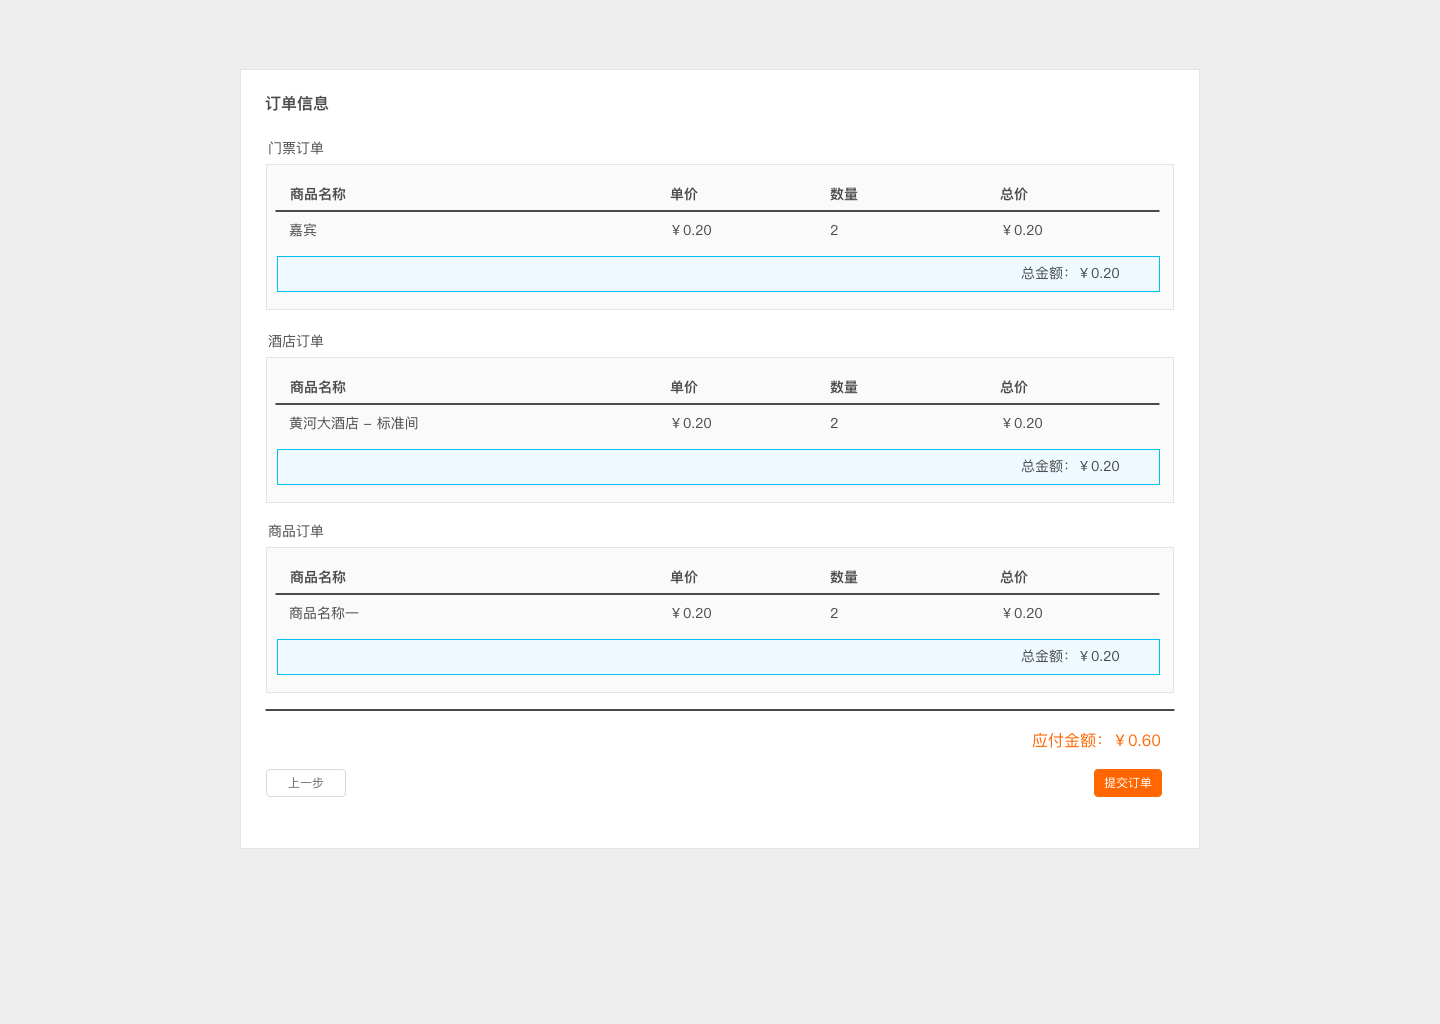 订单信息
门票订单
商品名称 单价 数量 总价
嘉宾 ¥0.20 2 ¥0.20
总金额：¥0.20
酒店订单
商品名称 单价 数量 总价
黄河大酒店 – 标准间 ¥0.20 2 ¥0.20
总金额：¥0.20
商品订单
商品名称 单价 数量 总价
商品名称一 ¥0.20 2 ¥0.20
总金额：¥0.20
应付金额：¥0.60
上一步 提交订单